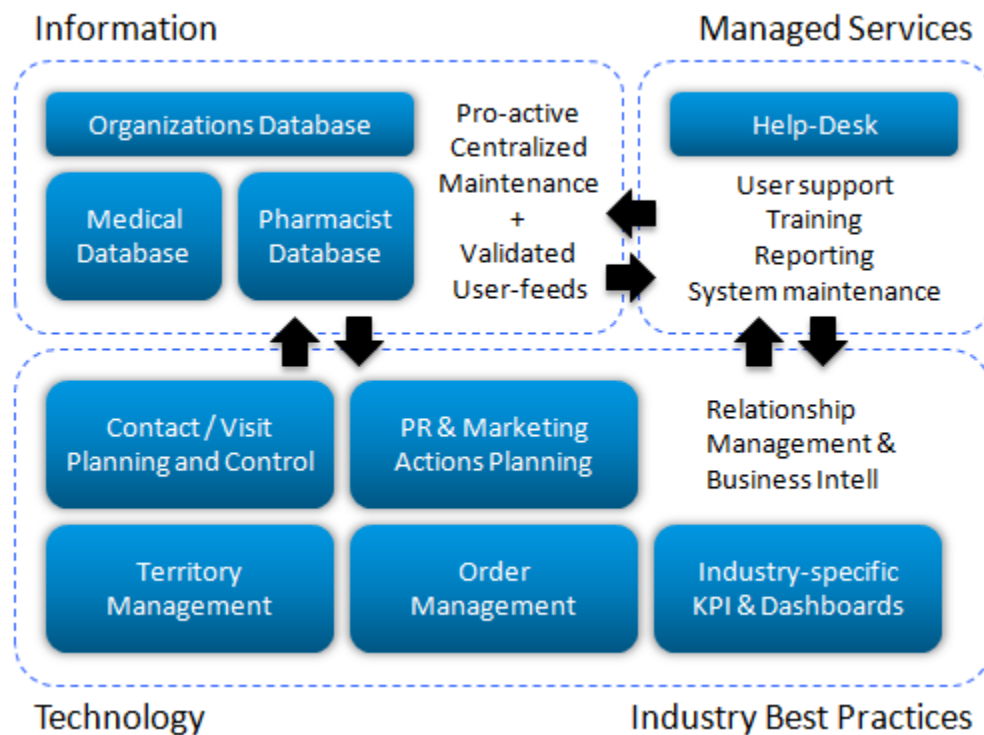 Information
Managed Services
Organizations Database
Medical
Database
Pharmacist
Database
Pro-active
Centralized
Maintenance
+
Validated
User-feeds
Help-Desk
User support
Training
Reporting
System maintenance
Contact / Visit
Planning and Control
PR & Marketing
Actions Planning
Relationship
Management &
Business Intell
Territory
Management
Order
Management
Industry-specific
KPI & Dashboards
Technology
Industry Best Practices